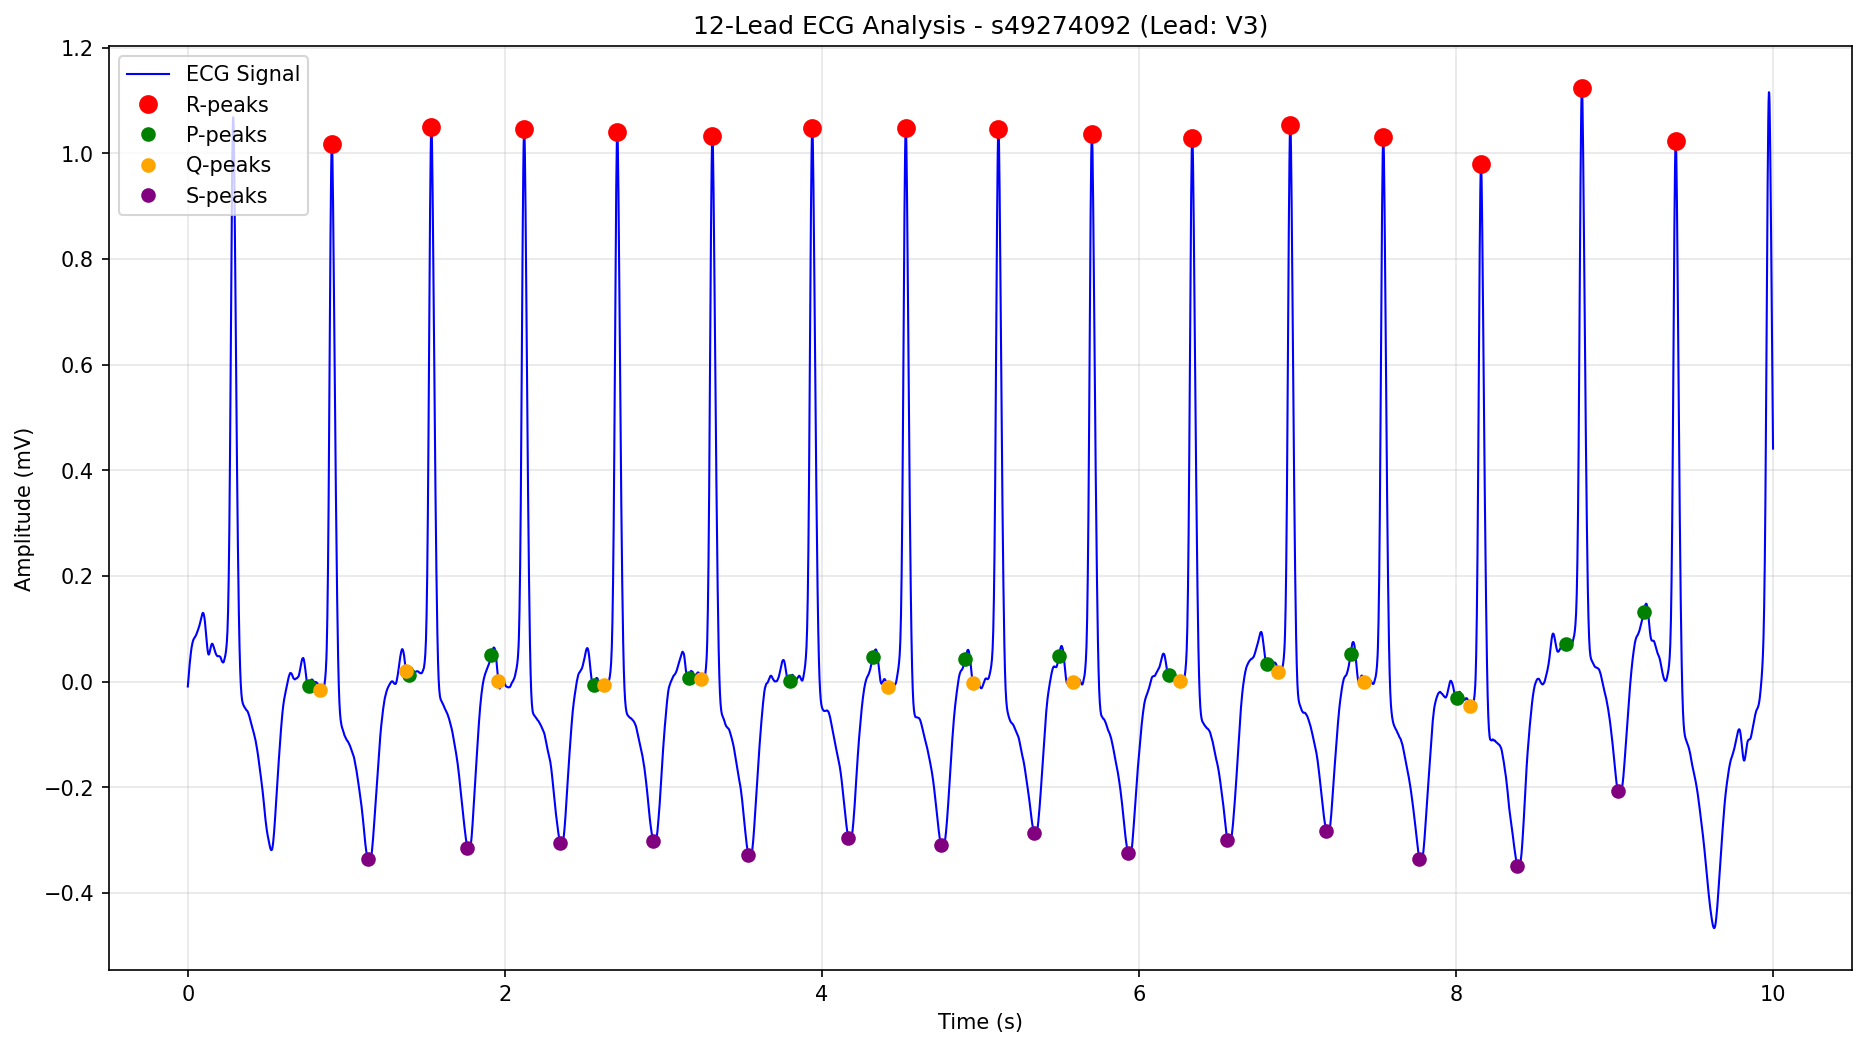 12-Lead ECG Analysis - s49274092 (Lead: V3)
ECG Signal
R-peaks
P-peaks
Q-peaks
S-peaks
1.2
1.0
0.8
0.6
0.4
0.2
0.0
−0.2
−0.4
Amplitude (mV)
0 2 4 6 8 10
Time (s)